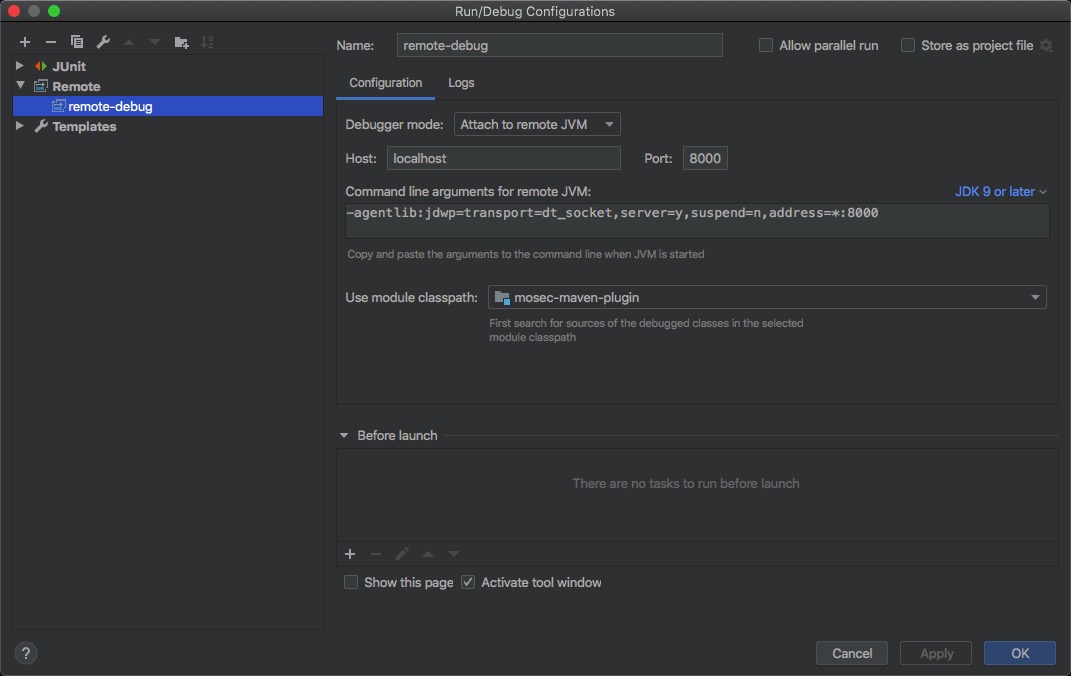 Run/Debug Configurations
JUnit
Remote
remote-debug
Templates
Name: remote-debug Allow parallel run Store as project file
Configuration Logs
Debugger mode: Attach to remote JVM
Host: localhost Port: 8000
Command line arguments for remote JVM: JDK 9 or later
-agentlib:jdwp=transport=dt_socket,server=y,suspend=n,address=*:8000
Copy and paste the arguments to the command line when JVM is started
Use module classpath: mosec-maven-plugin
First search for sources of the debugged classes in the selected
module classpath
Before launch
There are no tasks to run before launch
Show this page Activate tool window
? Cancel Apply OK